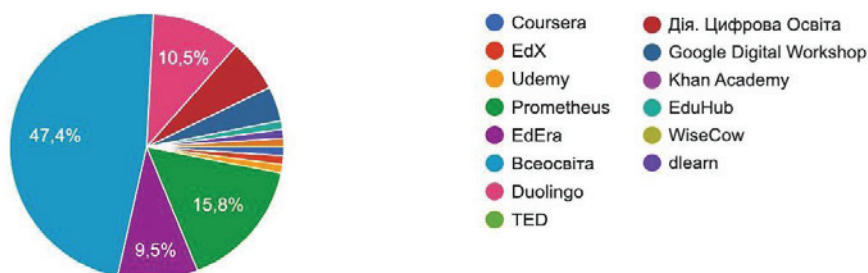 47,4%
10,5%
15,8%
9,5%
Coursera
EdX
Udemy
Prometheus
EdEra
Всеосвіта
Duolingo
TED
Дія. Цифрова Освіта
Google Digital Workshop
Khan Academy
EduHub
WiseCow
dlearn